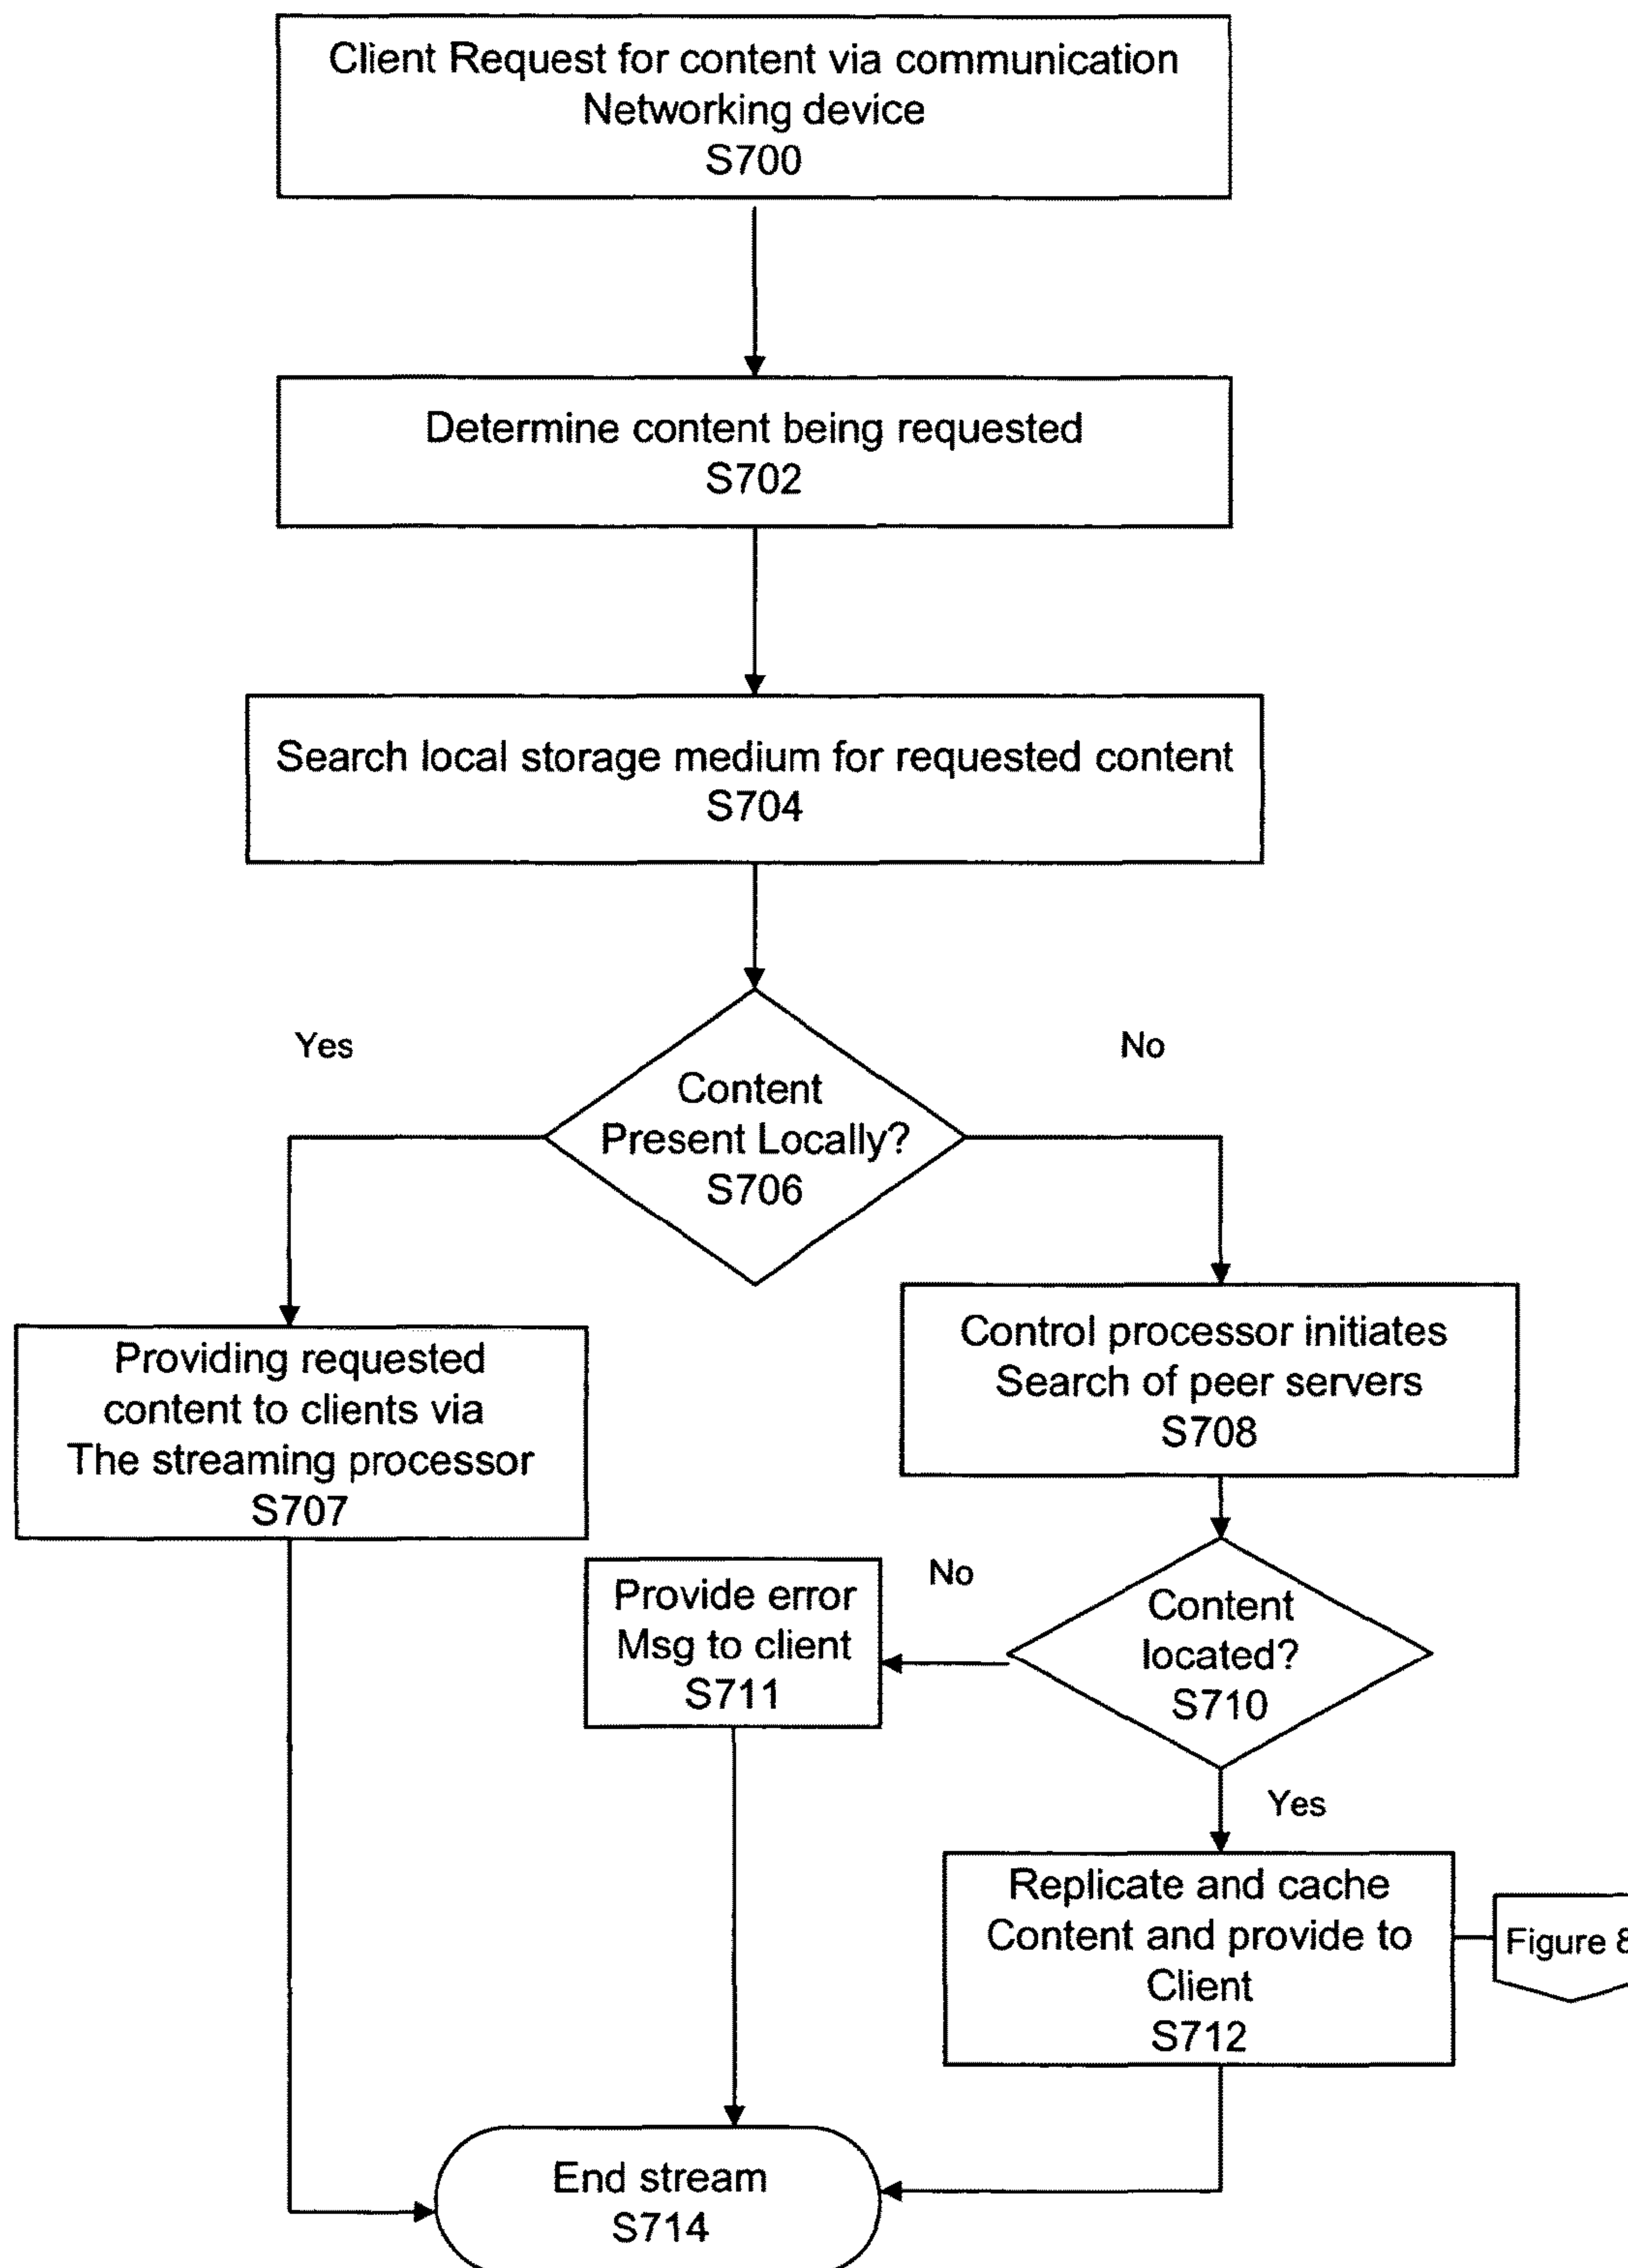 Client Request for content via communication
Networking device
S700
Determine content being requested
S702
Search local storage medium for requested content
S704
Yes
No
Content
Present Locally?
S706
Providing requested
content to clients via
The streaming processor
S707
Control processor initiates
Search of peer servers
S708
No
Provide error
Msg to client
S711
Content
located?
S710
Yes
Replicate and cache
Content and provide to
Client
S712
Figure 8
End stream
S714